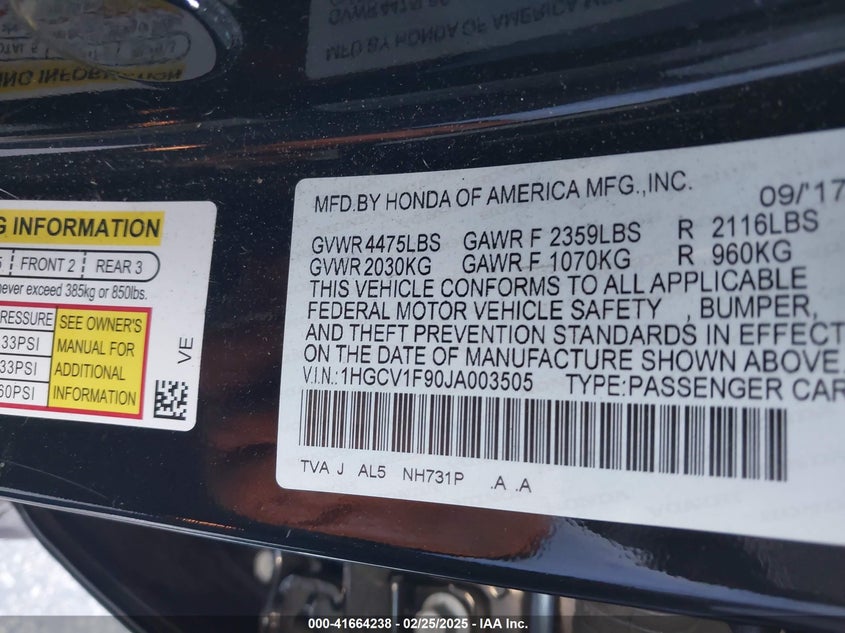 G INFORMATION
FRONT 2 REAR 3
never exceed 385kg or 850lbs.
PRESSURE
33PSI
33PSI
60PSI
SEE OWNER'S
MANUAL FOR
ADDITIONAL
INFORMATION
VE
MFD.BY HONDA OF AMERICA MFG.,INC. 09/'17
GVWR 4475LBS GAWR F 2359LBS R 2116LBS
GVWR 2030KG GAWR F 1070KG R 960KG
THIS VEHICLE CONFORMS TO ALL APPLICABLE
FEDERAL MOTOR VEHICLE SAFETY , BUMPER,
AND THEFT PREVENTION STANDARDS IN EFFECT
ON THE DATE OF MANUFACTURE SHOWN ABOVE.
V.I.N.:1HGCV1F90JA003505 TYPE:PASSENGER CAR
TVA J AL5 NH731P .A .A
000-41664238 - 02/25/2025 - IAA Inc.